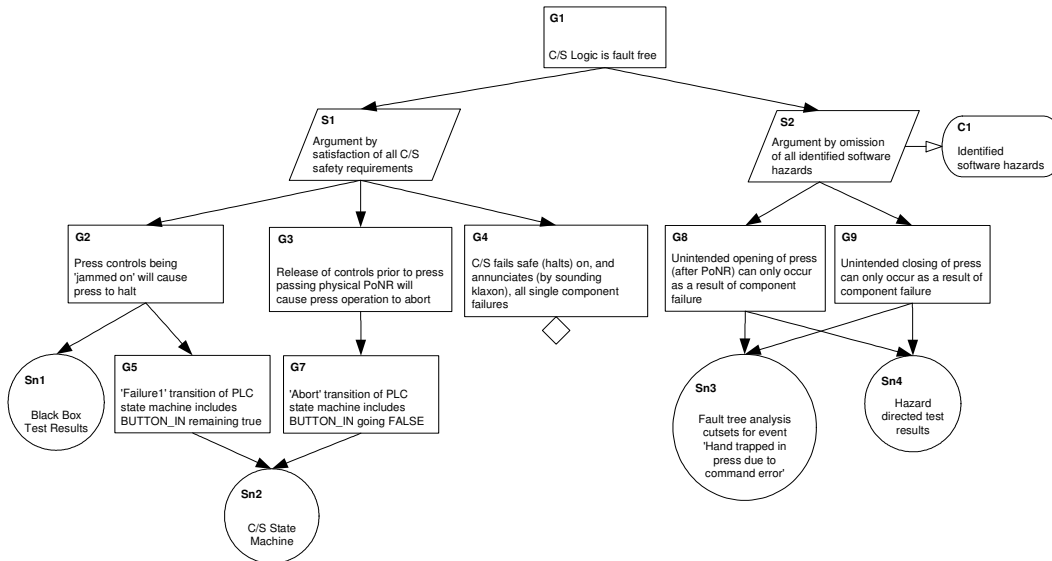 G1
C/S Logic is fault free
S1
Argument by
satisfaction of all C/S
safety requirements
S2
Argument by omission
of all identified software
hazards
C1
Identified
software hazards
G2
Press controls being
'jammed on' will cause
press to halt
G3
Release of controls prior to press
passing physical PoNR will
cause press operation to abort
G4
C/S fails safe (halts) on, and
annunciates (by sounding
klaxon), all single component
failures
G8
Unintended opening of press
(after PoNR) can only occur
as a result of component
failure
G9
Unintended closing of press
can only occur as a result of
component failure
Sn1
Black Box
Test Results
G5
'Failure1' transition of PLC
state machine includes
BUTTON_IN remaining true
G7
'Abort' transition of PLC
state machine includes
BUTTON_IN going FALSE
Sn3
Fault tree analysis
cutsets for event
'Hand trapped in
press due to
command error'
Sn4
Hazard
directed test
results
Sn2
C/S State
Machine